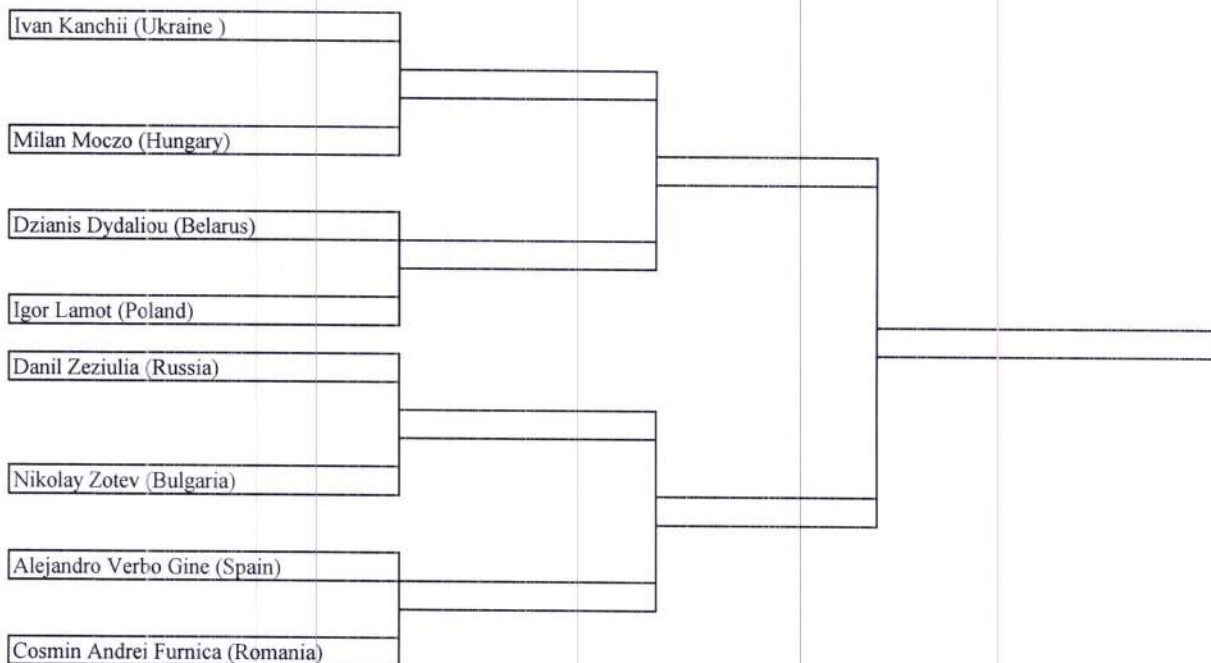 Ivan Kanchii (Ukraine )
Milan Moczo (Hungary)
Dzianis Dydaliou (Belarus)
Igor Lamot (Poland)
Danil Zeziulia (Russia)
Nikolay Zotev (Bulgaria)
Alejandro Verbo Gine (Spain)
Cosmin Andrei Furnica (Romania)